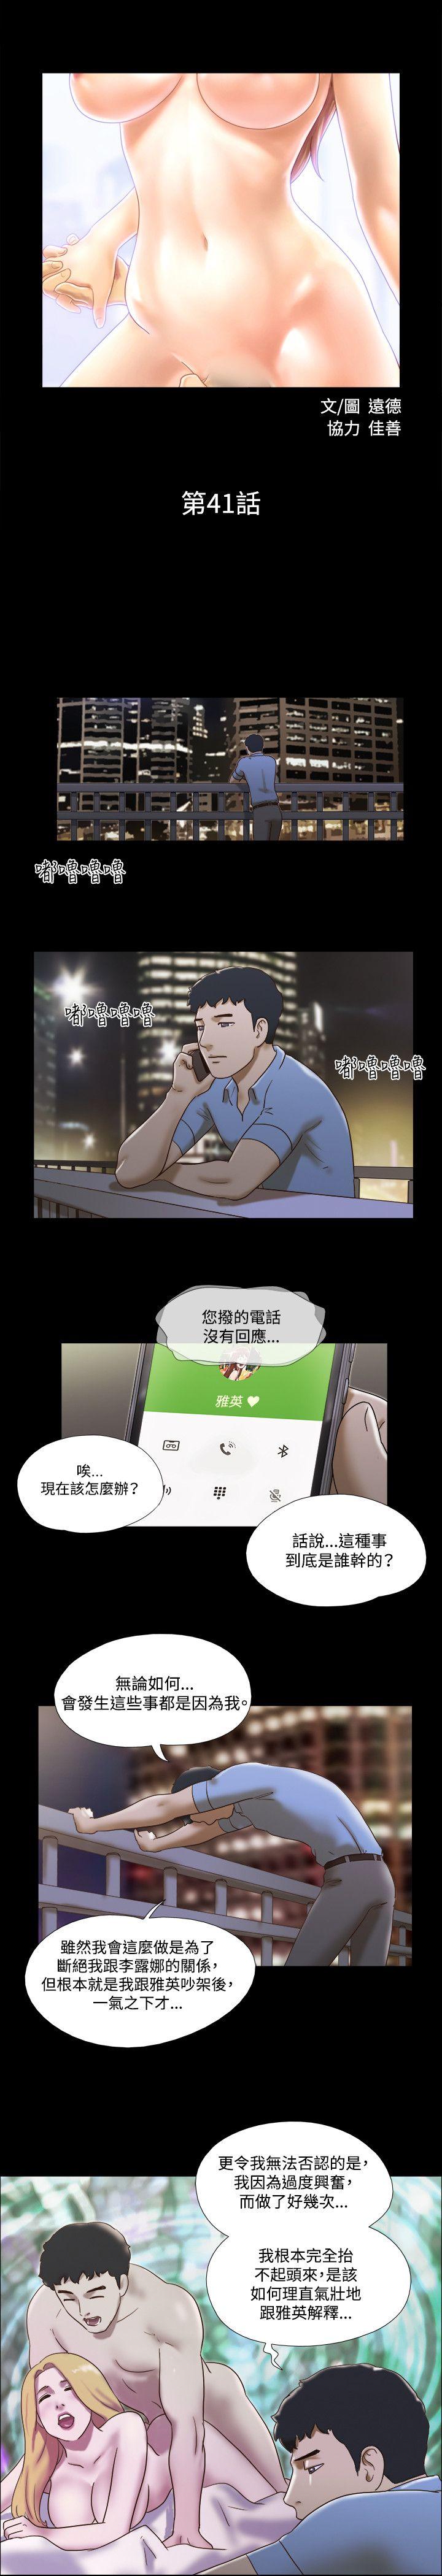 文/圖 遠德
協力 佳善
第41話
嘟嚕嚕嚕
嘟嚕嚕嚕
嘟嚕嚕嚕
您撥的電話
沒有回應...
雅英
唉...
現在該怎麼辦?
話說...這種事
到底是誰幹的?
無論如何...
會發生這些事都是因為我。
雖然我會這麼做是為了
斷絕我跟李露娜的關係,
但根本就是我跟雅英吵架後,
一氣之下才...
更令我無法否認的是,
我因為過度興奮,
而做了好幾次...
我根本完全抬
不起頭來,是該
如何理直氣壯地
跟雅英解釋...